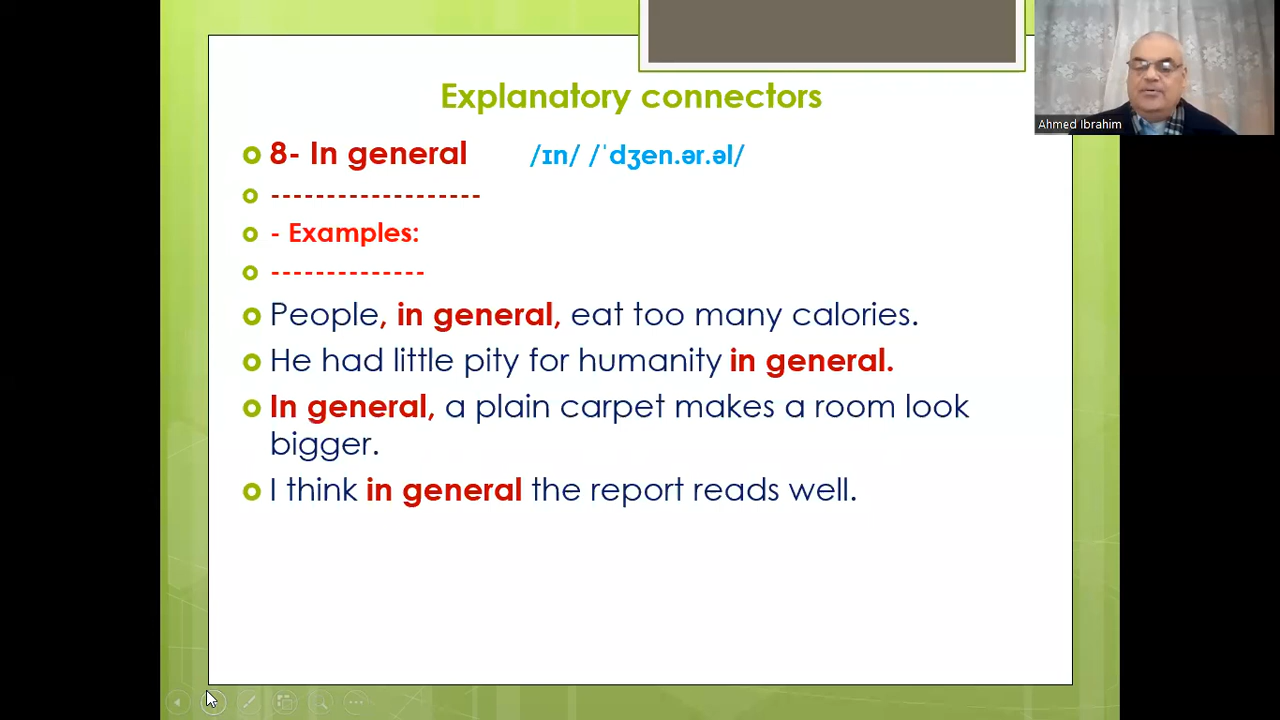 Explanatory connectors
8- In general /ɪn/ /ˈdʒen.ər.əl/
-------------------
- Examples:
--------------
People, in general, eat too many calories.
He had little pity for humanity in general.
In general, a plain carpet makes a room look
bigger.
I think in general the report reads well.
Ahmed Ibrahim